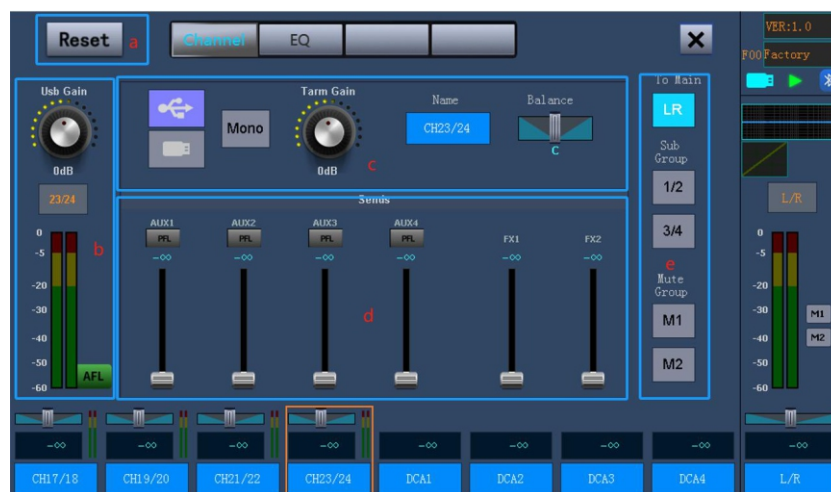 Reset a Channel EQ
VER:1.0
F00 Factory
Usb Gain
0dB
23/24
0
-5
-20
-30
-40
-50
-60
b
AFL
Mono
Tarm Gain
0dB
Name
CH23/24
Balance
C
c
Sends
AUX1 AUX2 AUX3 AUX4
PFL PFL PFL PFL FX1 FX2
-∞ -∞ -∞ -∞ -∞ -∞
d
To Main
LR
Sub
Group
1/2
3/4
e
Mute
Group
M1
M2
L/R
0
-5
-20
-30
-40
-50
-60
M1
M2
-∞ -∞ -∞ -∞ -∞ -∞ -∞ -∞ -∞
CH17/18 CH19/20 CH21/22 CH23/24 DCA1 DCA2 DCA3 DCA4 L/R